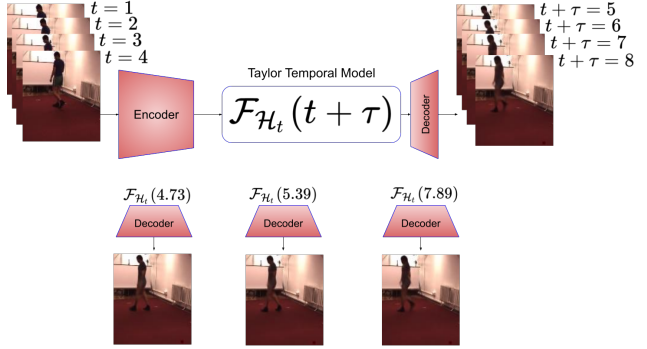 t = 1
t = 2
t = 3
t = 4
Encoder
Taylor Temporal Model
𝓕_{𝓗_t}(t + τ)
Decoder
t + τ = 5
t + τ = 6
t + τ = 7
t + τ = 8
𝓕_{𝓗_t}(4.73)
𝓕_{𝓗_t}(5.39)
𝓕_{𝓗_t}(7.89)
Decoder
Decoder
Decoder